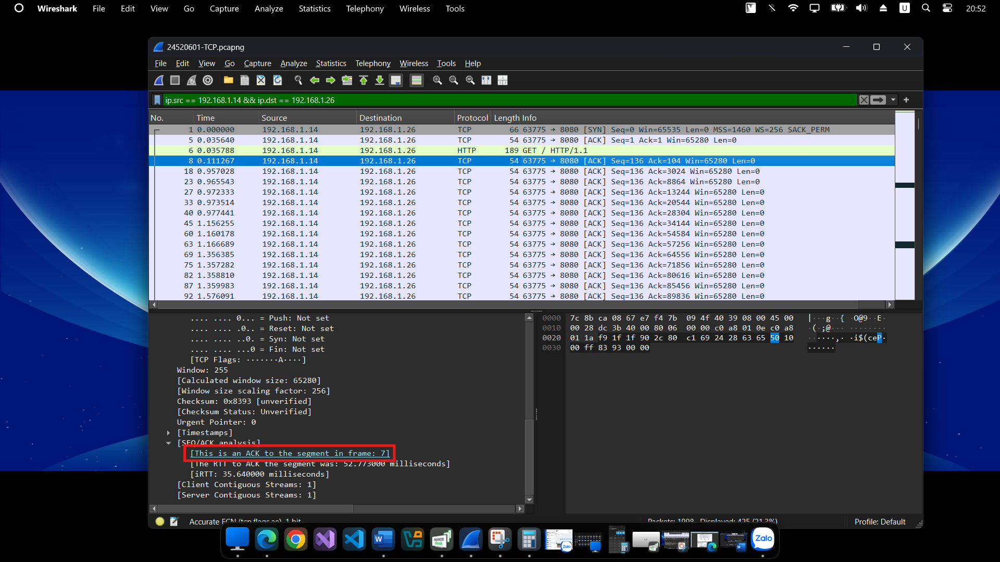 Wireshark File Edit View Go Capture Analyze Statistics Telephony Wireless Tools U 20:52
24520601-TCP.pcapng
File Edit View Go Capture Analyze Statistics Telephony Wireless Tools Help
ip.src == 192.168.1.14 && ip.dst == 192.168.1.26
No. Time Source Destination Protocol Length Info
1 0.000000 192.168.1.14 192.168.1.26 TCP 66 63775 → 8080 [SYN] Seq=0 Win=65535 Len=0 MSS=1460 WS=256 SACK_PERM
5 0.035640 192.168.1.14 192.168.1.26 TCP 54 63775 → 8080 [ACK] Seq=1 Ack=1 Win=65280 Len=0
6 0.035788 192.168.1.14 192.168.1.26 HTTP 189 GET / HTTP/1.1
8 0.111267 192.168.1.14 192.168.1.26 TCP 54 63775 → 8080 [ACK] Seq=136 Ack=104 Win=65280 Len=0
18 0.957028 192.168.1.14 192.168.1.26 TCP 54 63775 → 8080 [ACK] Seq=136 Ack=3024 Win=65280 Len=0
23 0.965543 192.168.1.14 192.168.1.26 TCP 54 63775 → 8080 [ACK] Seq=136 Ack=8864 Win=65280 Len=0
27 0.972333 192.168.1.14 192.168.1.26 TCP 54 63775 → 8080 [ACK] Seq=136 Ack=13244 Win=65280 Len=0
33 0.973514 192.168.1.14 192.168.1.26 TCP 54 63775 → 8080 [ACK] Seq=136 Ack=20544 Win=65280 Len=0
40 0.977441 192.168.1.14 192.168.1.26 TCP 54 63775 → 8080 [ACK] Seq=136 Ack=28304 Win=65280 Len=0
45 1.156255 192.168.1.14 192.168.1.26 TCP 54 63775 → 8080 [ACK] Seq=136 Ack=34144 Win=65280 Len=0
60 1.160178 192.168.1.14 192.168.1.26 TCP 54 63775 → 8080 [ACK] Seq=136 Ack=54584 Win=65280 Len=0
63 1.166689 192.168.1.14 192.168.1.26 TCP 54 63775 → 8080 [ACK] Seq=136 Ack=57256 Win=65280 Len=0
69 1.356385 192.168.1.14 192.168.1.26 TCP 54 63775 → 8080 [ACK] Seq=136 Ack=64556 Win=65280 Len=0
75 1.357282 192.168.1.14 192.168.1.26 TCP 54 63775 → 8080 [ACK] Seq=136 Ack=71856 Win=65280 Len=0
82 1.358810 192.168.1.14 192.168.1.26 TCP 54 63775 → 8080 [ACK] Seq=136 Ack=80616 Win=65280 Len=0
87 1.359983 192.168.1.14 192.168.1.26 TCP 54 63775 → 8080 [ACK] Seq=136 Ack=85456 Win=65280 Len=0
92 1.576091 192.168.1.14 192.168.1.26 TCP 54 63775 → 8080 [ACK] Seq=136 Ack=89836 Win=65280 Len=0
.... .... 0... = Push: Not set
.... .... .0.. = Reset: Not set
.... .... ..0. = Syn: Not set
.... .... ...0 = Fin: Not set
[TCP Flags: ·······A····]
Window: 255
[Calculated window size: 65280]
[Window size scaling factor: 256]
Checksum: 0x8393 [unverified]
[Checksum Status: Unverified]
Urgent Pointer: 0
[Timestamps]
[SEQ/ACK analysis]
[This is an ACK to the segment in frame: 7]
[The RTT to ACK the segment was: 52.773000 milliseconds]
[iRTT: 35.640000 milliseconds]
[Client Contiguous Streams: 1]
[Server Contiguous Streams: 1]
0000 7c 8b ca 08 67 e7 f4 7b 09 4f 40 39 08 00 45 00 |···g··{ ·O@9··E·
0010 00 28 dc 3b 40 00 80 06 00 00 c0 a8 01 0e c0 a8 ·(·;@··· ········
0020 01 1a f9 1f 1f 90 2c 80 c1 69 24 28 63 65 50 10 ······,· ·i$(ceP·
0030 00 ff 83 93 00 00 ······
Accurate ECN (tcp.flags.ae), 1 bit
Packets: 1998 · Displayed: 425 (21.3%)
Profile: Default
Zalo